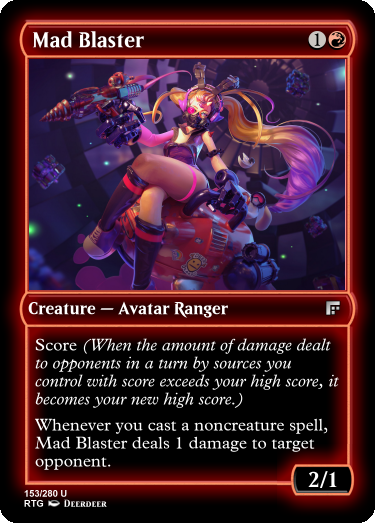 Mad Blaster 1
Creature — Avatar Ranger
Score (When the amount of damage dealt
to opponents in a turn by sources you
control with score exceeds your high score, it
becomes your new high score.)
Whenever you cast a noncreature spell,
Mad Blaster deals 1 damage to target
opponent.
2/1
153/280 U
RTG Deerdeer